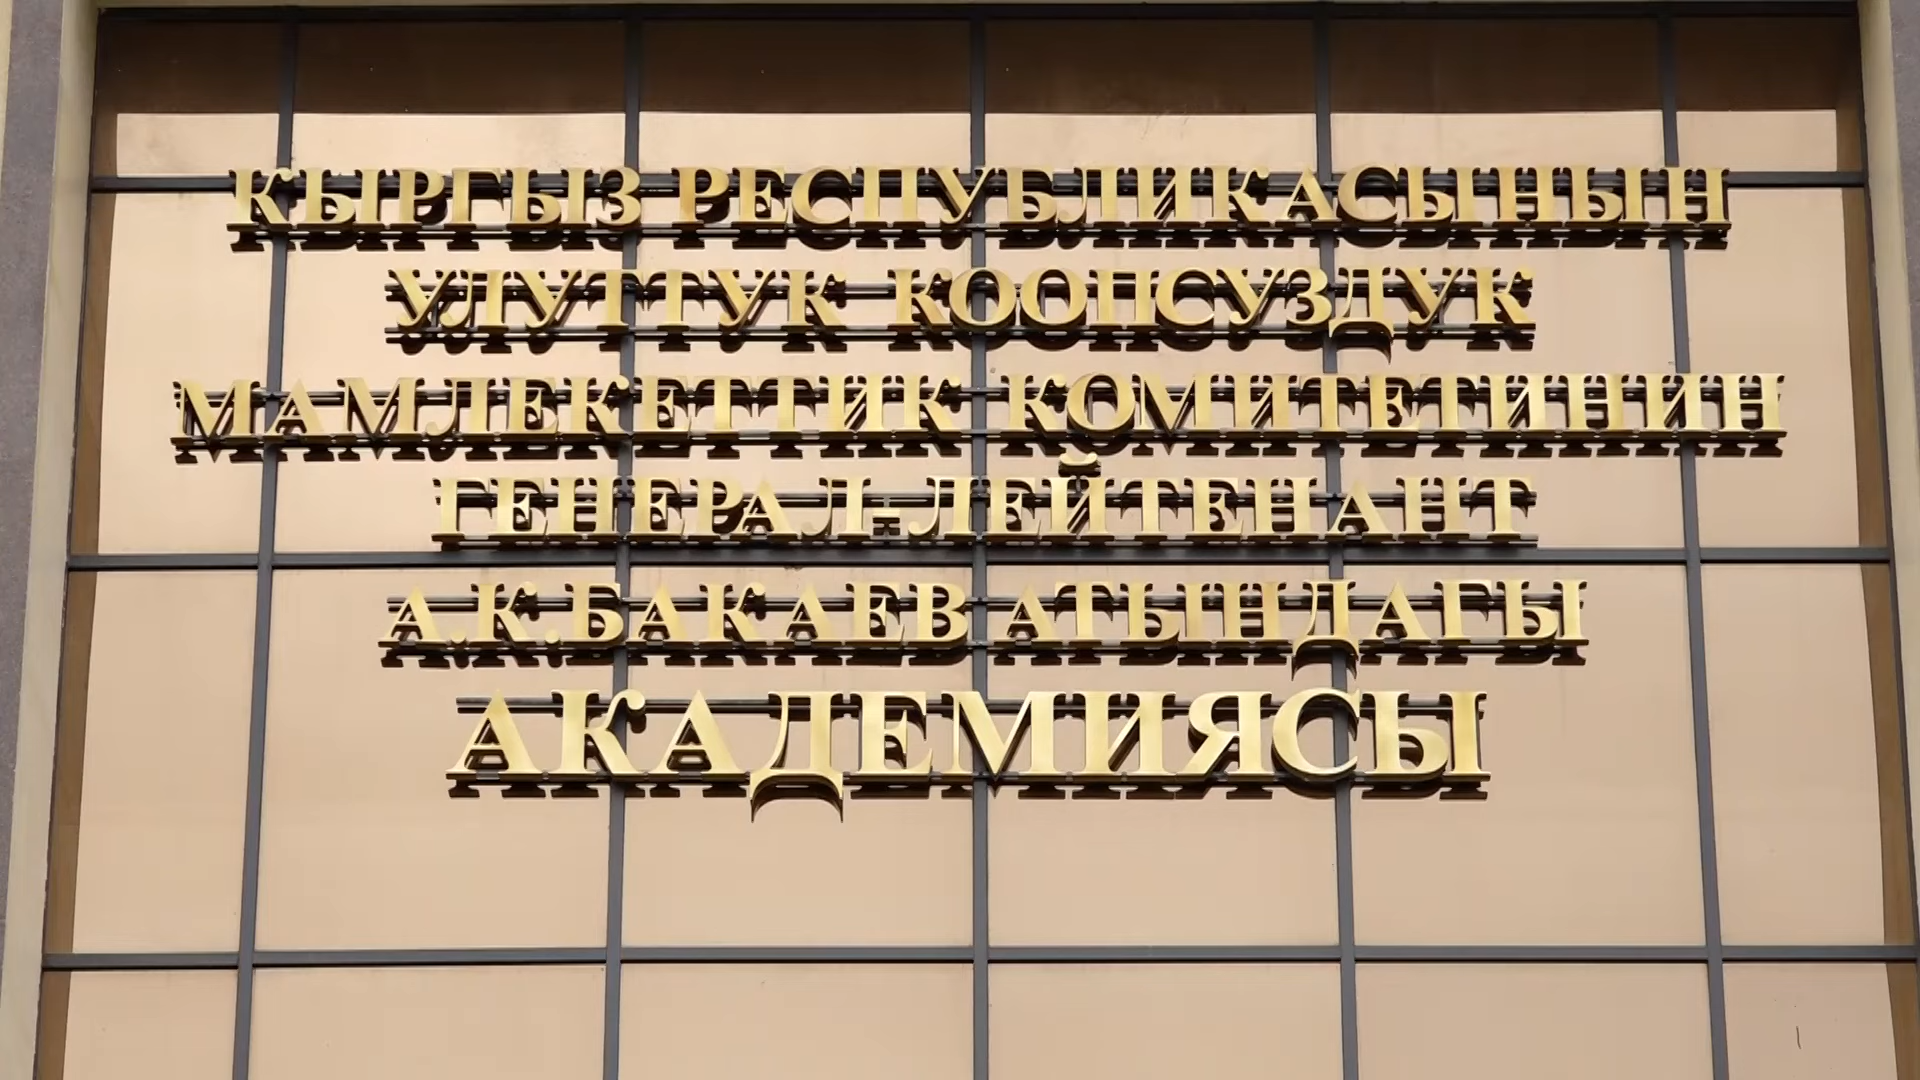 КЫРГЫЗ РЕСПУБЛИКАСЫНЫН
УЛУТТУК КООПСУЗДУК
МАМЛЕКЕТТИК КОМИТЕТИНИН
ГЕНЕРАЛ-ЛЕЙТЕНАНТ
А.К.БАКАЕВ АТЫНДАГЫ
АКАДЕМИЯСЫ